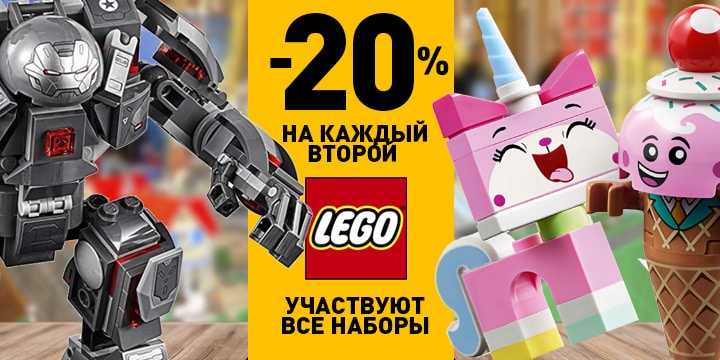 -20%
НА КАЖДЫЙ
ВТОРОЙ
LEGO
УЧАСТВУЮТ
ВСЕ НАБОРЫ